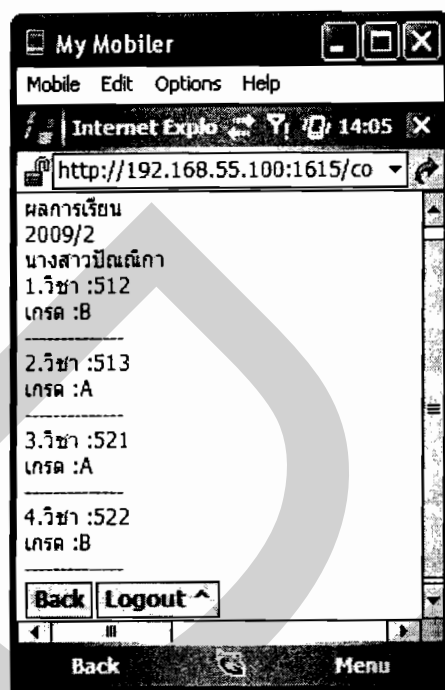 My Mobiler
Mobile Edit Options Help
Internet Explo 14:05
http://192.168.55.100:1615/co
ผลการเรียน
2009/2
นางสาวปัณณิกา
1.วิชา :512
เกรด :B
---------------
2.วิชา :513
เกรด :A
---------------
3.วิชา :521
เกรด :A
---------------
4.วิชา :522
เกรด :B
---------------
Back Logout ^
Back Menu